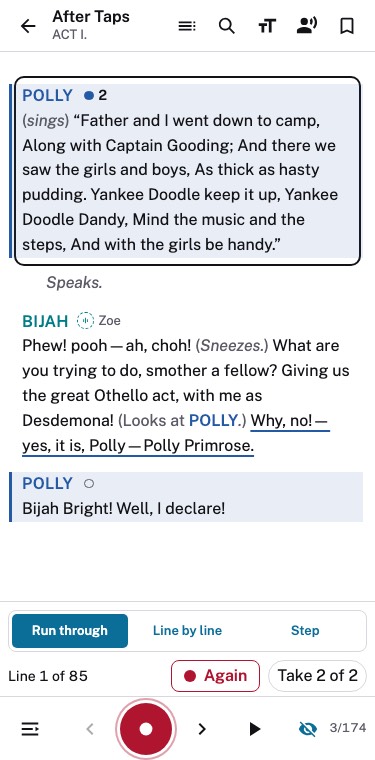 After Taps
ACT I.
POLLY 2
(sings) “Father and I went down to camp,
Along with Captain Gooding; And there we
saw the girls and boys, As thick as hasty
pudding. Yankee Doodle keep it up, Yankee
Doodle Dandy, Mind the music and the
steps, And with the girls be handy.”
Speaks.
BIJAH Zoe
Phew! pooh—ah, choh! (Sneezes.) What are
you trying to do, smother a fellow? Giving us
the great Othello act, with me as
Desdemona! (Looks at POLLY.) Why, no!—
yes, it is, Polly—Polly Primrose.
POLLY
Bijah Bright! Well, I declare!
Run through Line by line Step
Line 1 of 85 Again Take 2 of 2
3/174